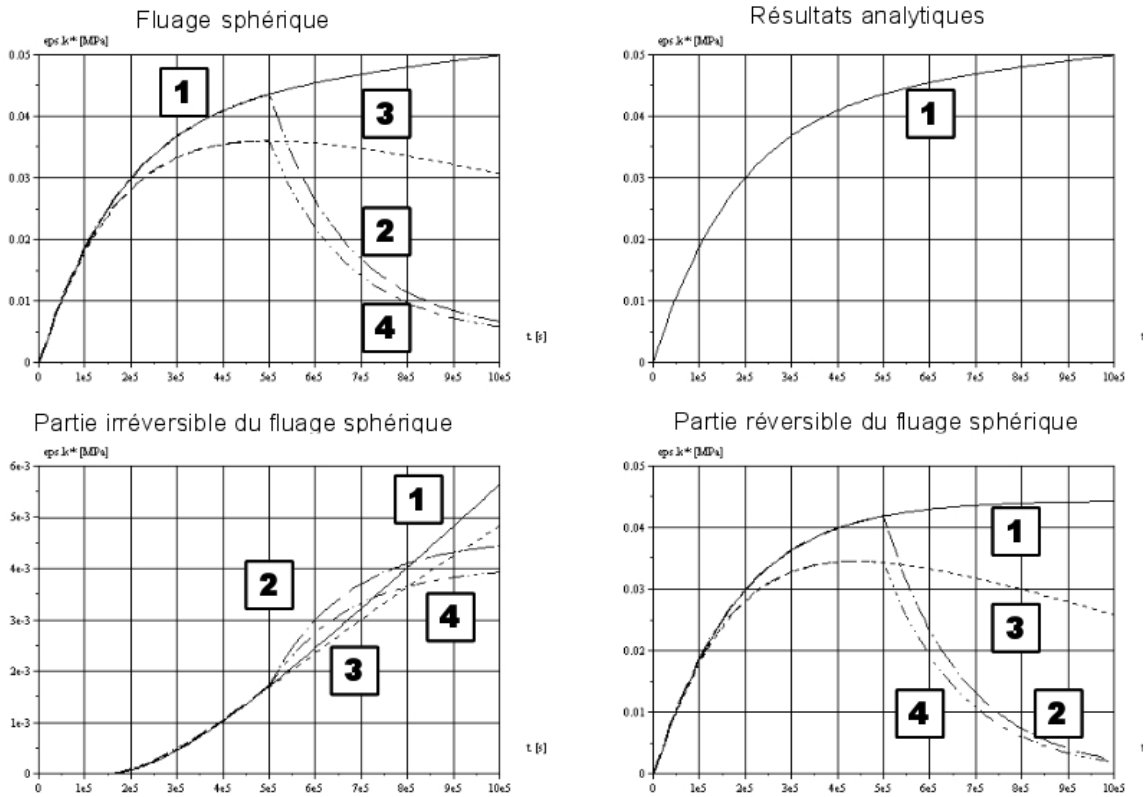 Fluage sphérique
eps.k* [MPa]
0.05
0.04
0.03
0.02
0.01
0
1
3
2
4
t [s]
0 1e5 2e5 3e5 4e5 5e5 6e5 7e5 8e5 9e5 10e5
Résultats analytiques
eps.k* [MPa]
0.05
0.04
0.03
0.02
0.01
0
1
0 1e5 2e5 3e5 4e5 5e5 6e5 7e5 8e5 9e5 10e5
Partie irréversible du fluage sphérique
eps.k* [MPa]
6e-3
5e-3
4e-3
3e-3
2e-3
1e-3
0
1
2
4
3
t [s]
0 1e5 2e5 3e5 4e5 5e5 6e5 7e5 8e5 9e5 10e5
Partie réversible du fluage sphérique
eps.k* [MPa]
0.05
0.04
0.03
0.02
0.01
0
1
3
4
2
0 1e5 2e5 3e5 4e5 5e5 6e5 7e5 8e5 9e5 10e5